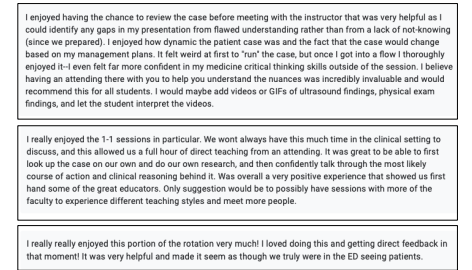 I enjoyed having the chance to review the case before meeting with the instructor that was very helpful as I
could identify any gaps in my presentation from flawed understanding rather than from a lack of not-knowing
(since we prepared). I enjoyed how dynamic the patient case was and the fact that the case would change
based on my management plans. It felt weird at first to "run" the case, but once I got into a flow I thoroughly
enjoyed it--I even felt far more confident in my medicine critical thinking skills outside of the session. I believe
having an attending there with you to help you understand the nuances was incredibly invaluable and would
recommend this for all students. I would maybe add videos or GIFs of ultrasound findings, physical exam
findings, and let the student interpret the videos.
I really enjoyed the 1-1 sessions in particular. We wont always have this much time in the clinical setting to
discuss, and this allowed us a full hour of direct teaching from an attending. It was great to be able to first
look up the case on our own and do our own research, and then confidently talk through the most likely
course of action and clinical reasoning behind it. Was overall a very positive experience that showed us first
hand some of the great educators. Only suggestion would be to possibly have sessions with more of the
faculty to experience different teaching styles and meet more people.
I really really enjoyed this portion of the rotation very much! I loved doing this and getting direct feedback in
that moment! It was very helpful and made it seem as though we truly were in the ED seeing patients.